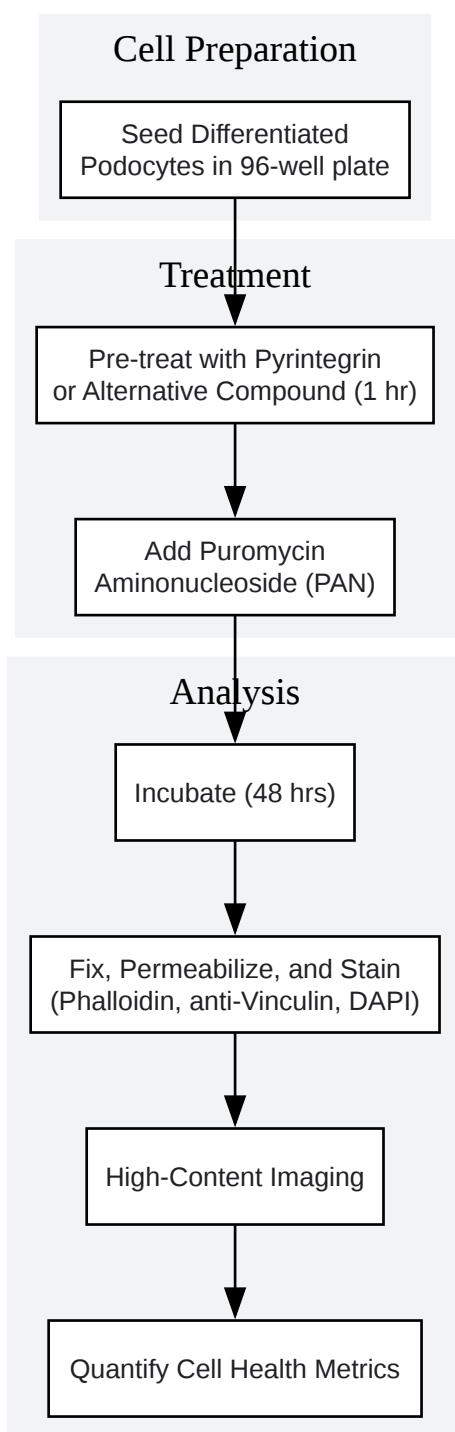 Cell Preparation
Seed Differentiated
Podocytes in 96-well plate
Treatment
Pre-treat with Pyrintegrin
or Alternative Compound (1 hr)
Add Puromycin
Aminonucleoside (PAN)
Analysis
Incubate (48 hrs)
Fix, Permeabilize, and Stain
(Phalloidin, anti-Vinculin, DAPI)
High-Content Imaging
Quantify Cell Health Metrics